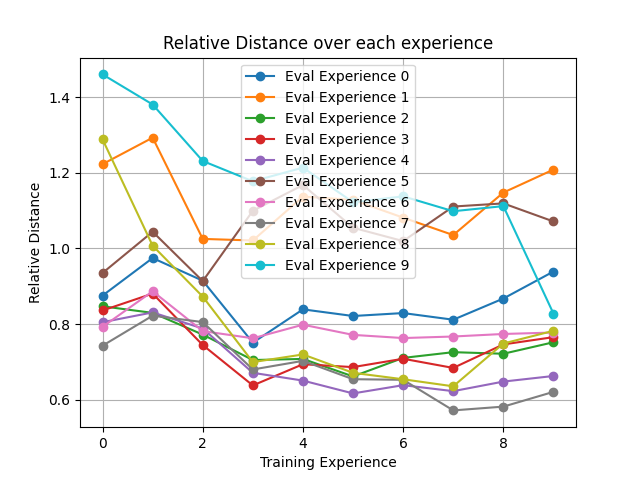 Relative Distance over each experience
Relative Distance
1.4
1.2
1.0
0.8
0.6
Eval Experience 0
Eval Experience 1
Eval Experience 2
Eval Experience 3
Eval Experience 4
Eval Experience 5
Eval Experience 6
Eval Experience 7
Eval Experience 8
Eval Experience 9
0 2 4 6 8
Training Experience